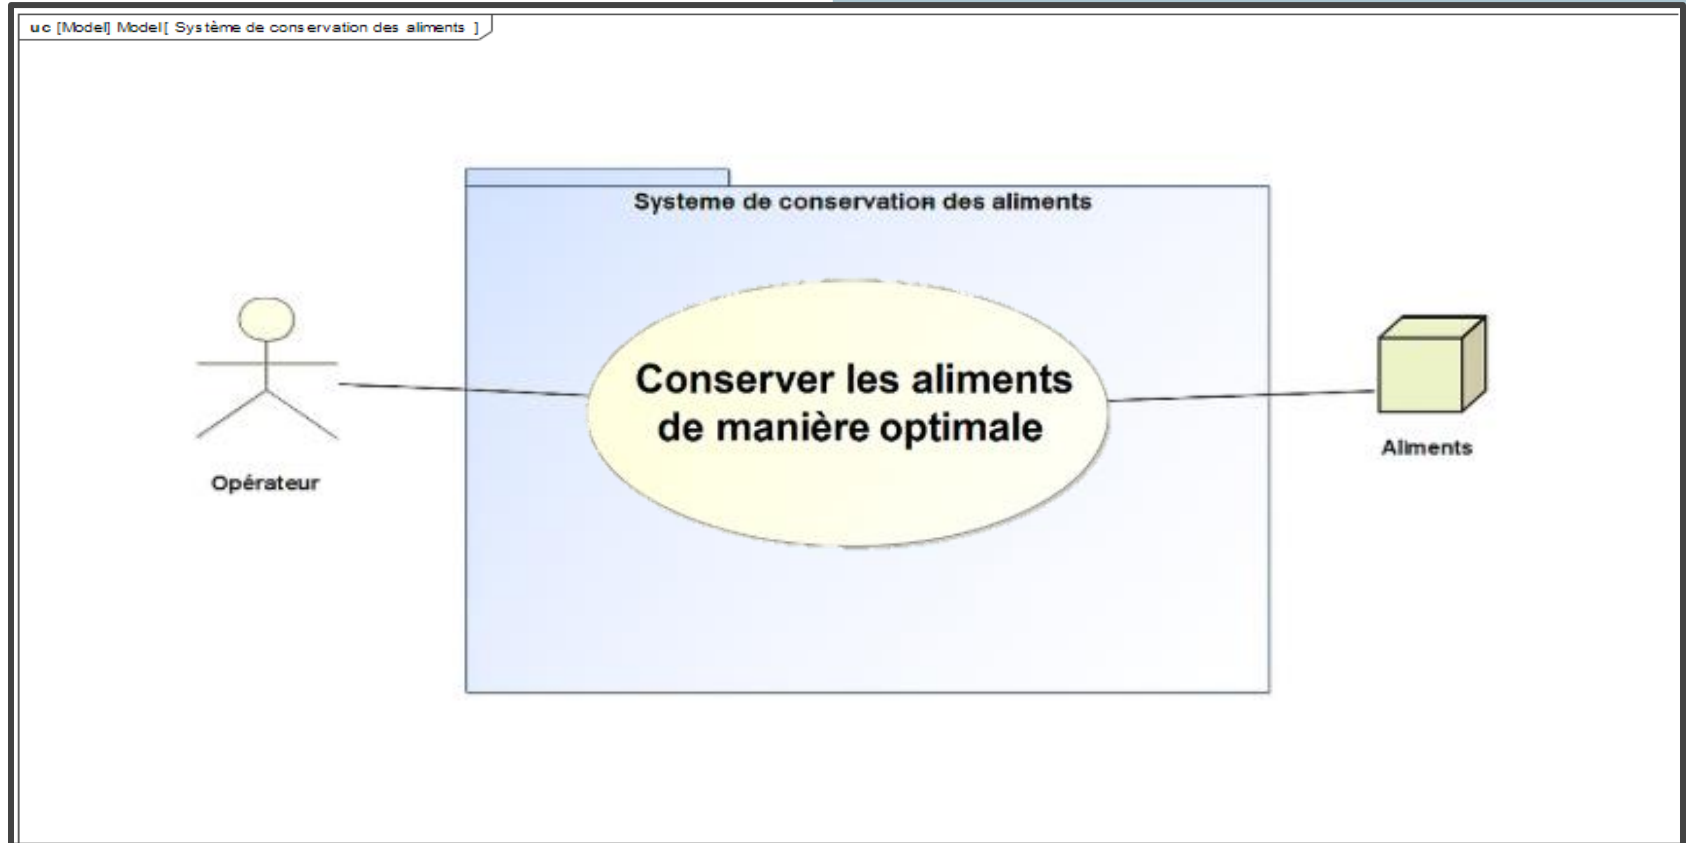 uc [Model] Model[ Système de conservation des aliments ]
Systeme de conservation des aliments
Conserver les aliments
de manière optimale
Opérateur
Aliments